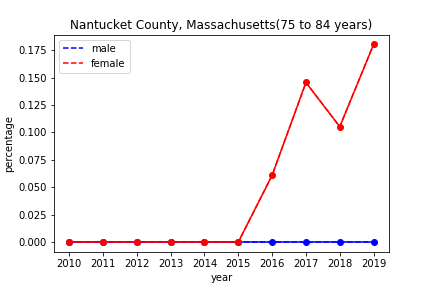 Nantucket County, Massachusetts(75 to 84 years)
male
female
percentage
0.175
0.150
0.125
0.100
0.075
0.050
0.025
0.000
2010 2011 2012 2013 2014 2015 2016 2017 2018 2019
year